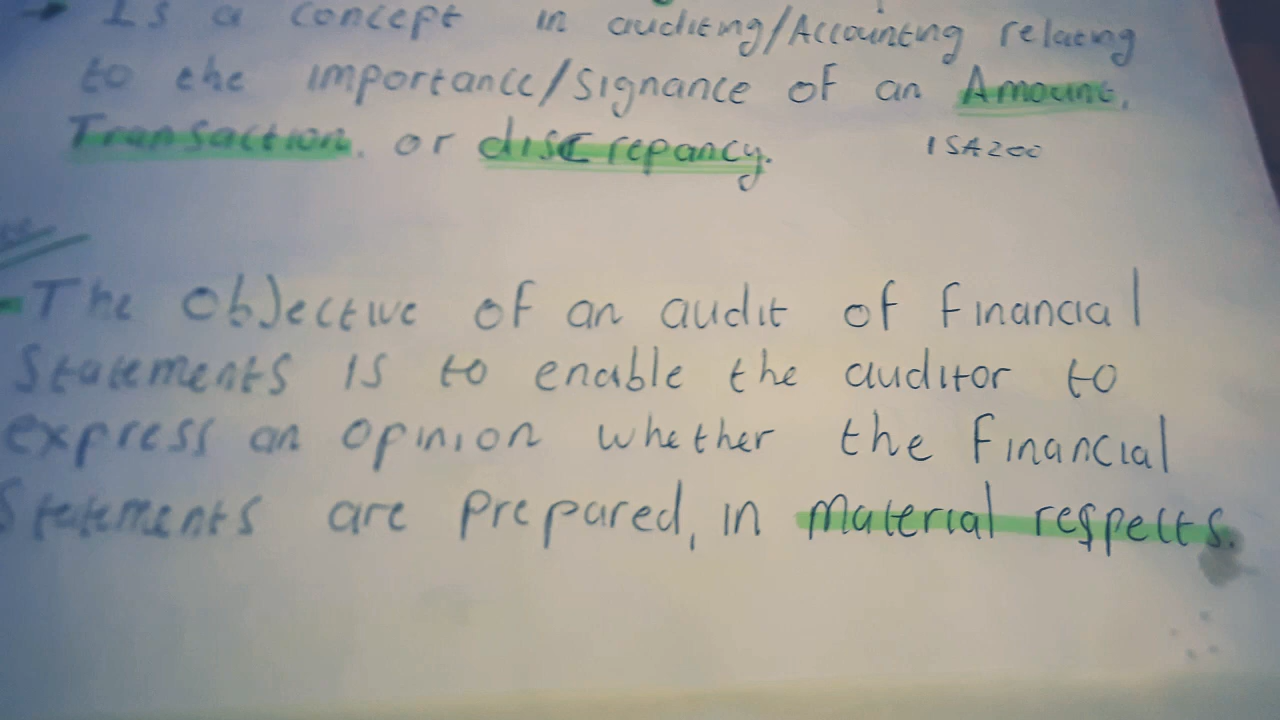 Is a concept in auditing/Accounting relating
to the importance/signance of an Amount,
Transaction, or discrepancy.
ISA200
The objective of an audit of financial
Statements is to enable the auditor to
express an opinion whether the financial
Statements are prepared, in material respects.